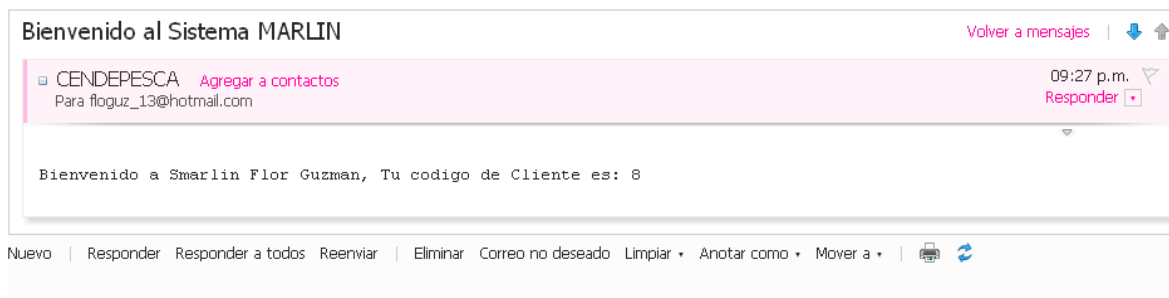 Bienvenido al Sistema MARLIN
Volver a mensajes |
CENDEPESCA Agregar a contactos
09:27 p.m.
Para floguz_13@hotmail.com
Responder
Bienvenido a Smarlin Flor Guzman, Tu codigo de Cliente es: 8
Nuevo | Responder Responder a todos Reenviar | Eliminar Correo no deseado Limpiar Anotar como Mover a |